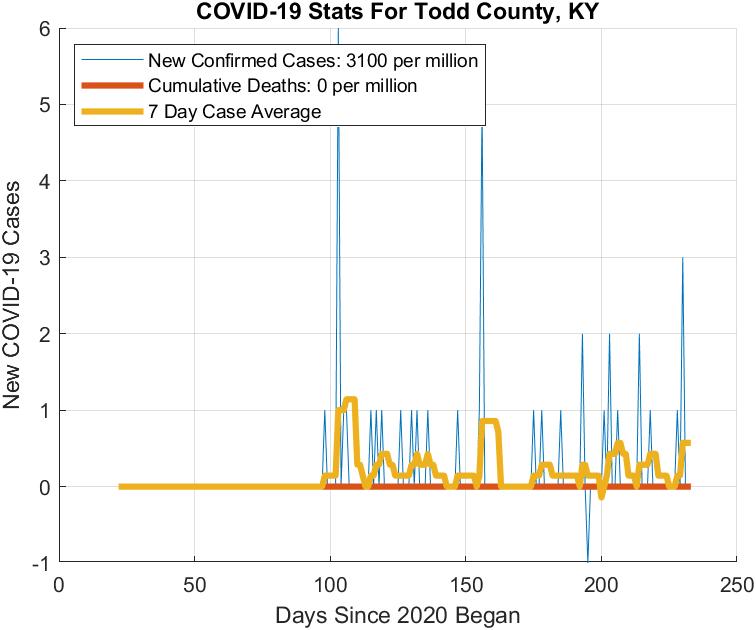 COVID-19 Stats For Todd County, KY
New Confirmed Cases: 3100 per million
Cumulative Deaths: 0 per million
7 Day Case Average
New COVID-19 Cases
6
5
4
3
2
1
0
-1
0 50 100 150 200 250
Days Since 2020 Began